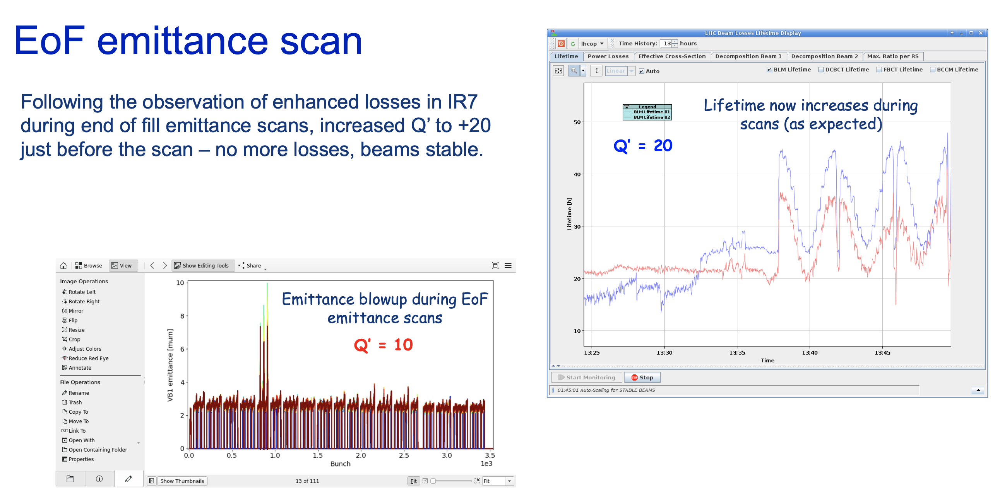 EoF emittance scan
Following the observation of enhanced losses in IR7
during end of fill emittance scans, increased Q’ to +20
just before the scan – no more losses, beams stable.
LHC Beam Losses Lifetime Display
lhcop
Time History: 13 hours
Lifetime Power Losses Effective Cross-Section Decomposition Beam 1 Decomposition Beam 2 Max. Ratio per RS
Linear Auto BLM Lifetime DCBCT Lifetime FBCT Lifetime BCCM Lifetime
Legend
BLM Lifetime B1
BLM Lifetime B2
Lifetime now increases during
scans (as expected)
Q' = 20
50
40
30
20
10
Lifetime [h]
13:25 13:30 13:35 13:40 13:45
Time
Start Monitoring Stop
01:45:01 Auto-Scaling for STABLE BEAMS
Browse View Show Editing Tools Share
Image Operations
Rotate Left
Rotate Right
Mirror
Flip
Resize
Crop
Adjust Colors
Reduce Red Eye
Annotate
File Operations
Rename
Trash
Copy To
Move To
Link To
Open With
Open Containing Folder
Properties
Emittance blowup during EoF
emittance scans
Q' = 10
10
8
6
4
2
0
VB1 emittance [mum]
0.0 0.5 1.0 1.5 2.0 2.5 3.0 3.5
Bunch
1e3
Show Thumbnails 13 of 111 Fit Fit